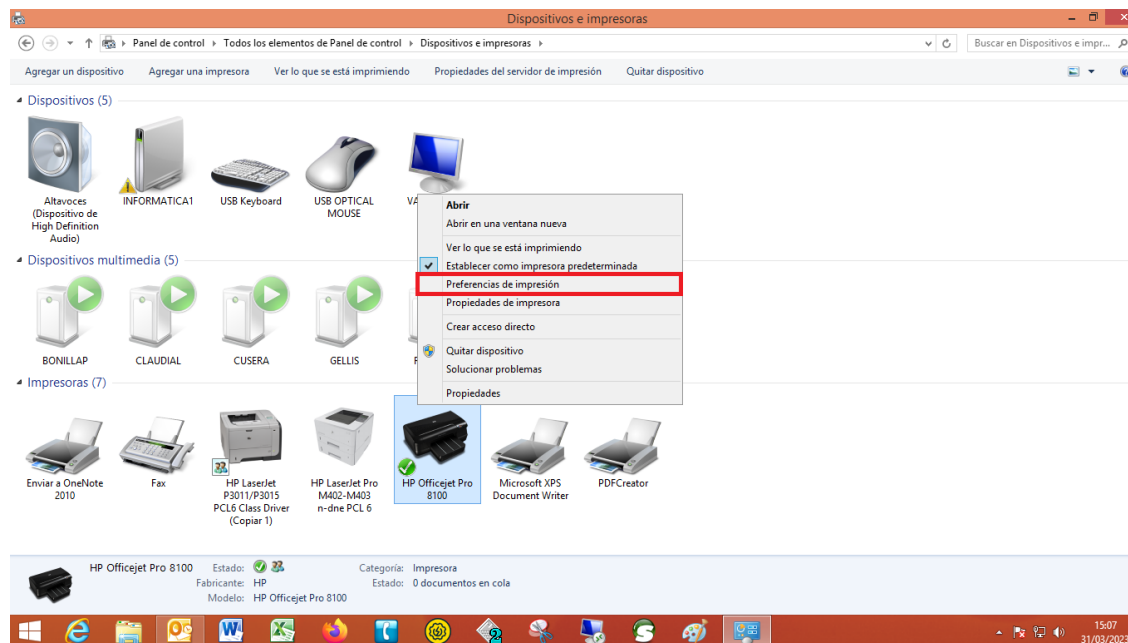 Dispositivos e impresoras
Panel de control Todos los elementos de Panel de control Dispositivos e impresoras
Buscar en Dispositivos e impr...
Agregar un dispositivo Agregar una impresora Ver lo que se está imprimiendo Propiedades del servidor de impresión Quitar dispositivo
Dispositivos (5)
Altavoces
(Dispositivo de
High Definition
Audio)
INFORMATICA1
USB Keyboard
USB OPTICAL
MOUSE
Abrir
Abrir en una ventana nueva
Ver lo que se está imprimiendo
Establecer como impresora predeterminada
Preferencias de impresión
Propiedades de impresora
Crear acceso directo
Quitar dispositivo
Solucionar problemas
Propiedades
Dispositivos multimedia (5)
BONILLAP
CLAUDIAL
CUSERA
GELLIS
Impresoras (7)
Enviar a OneNote
2010
Fax
HP LaserJet
P3011/P3015
PCL6 Class Driver
(Copiar 1)
HP LaserJet Pro
M402-M403
n-dne PCL 6
HP Officejet Pro
8100
Microsoft XPS
Document Writer
PDFCreator
HP Officejet Pro 8100 Estado: Categoría: Impresora
Fabricante: HP Estado: 0 documentos en cola
Modelo: HP Officejet Pro 8100
15:07
31/03/2023